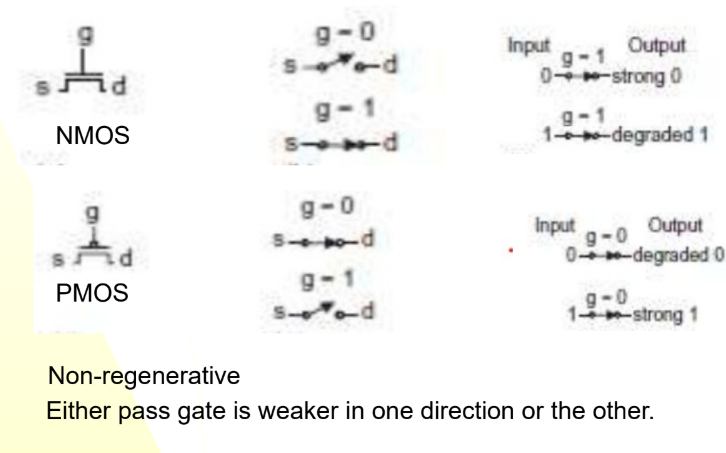 g
s d
NMOS
g = 0
s d
g = 1
s d
Input g = 1 Output
0 strong 0
g = 1
1 degraded 1
g
s d
PMOS
g = 0
s d
g = 1
s d
Input g = 0 Output
0 degraded 0
g = 0
1 strong 1
Non-regenerative
Either pass gate is weaker in one direction or the other.